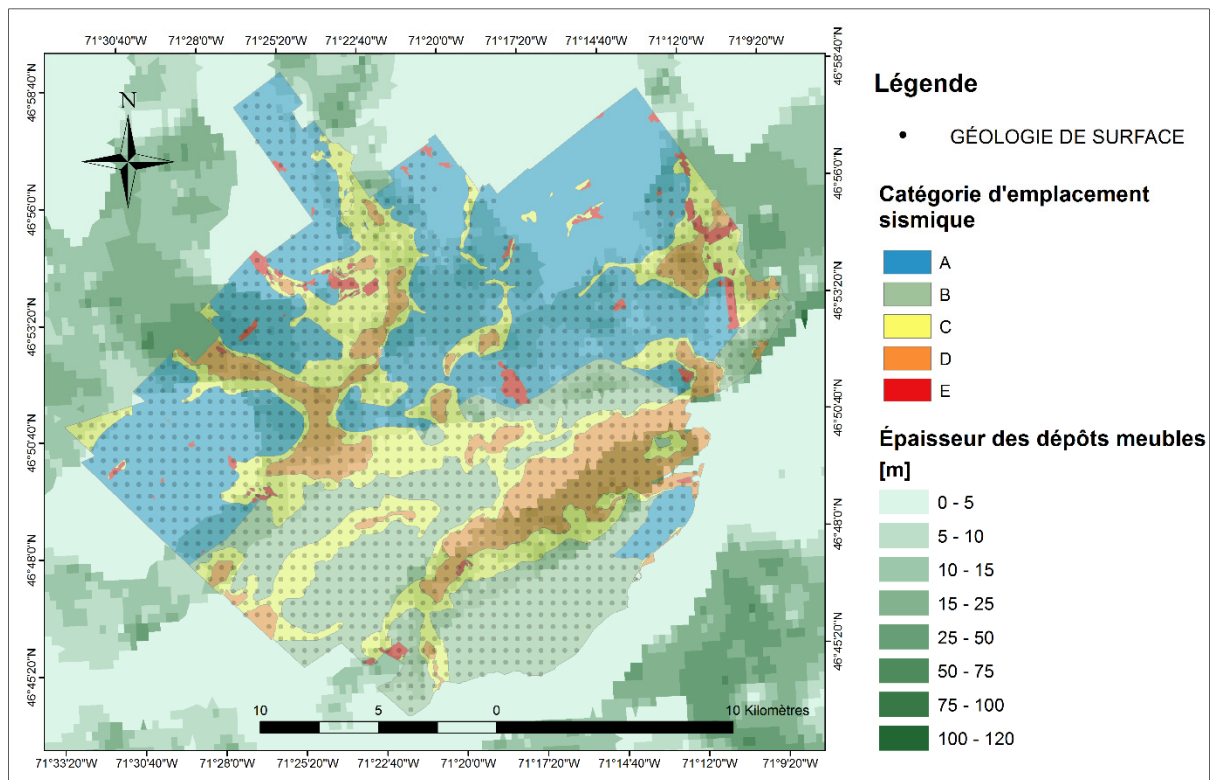 71°30'40"W 71°28'0"W 71°25'20"W 71°22'40"W 71°20'0"W 71°17'20"W 71°14'40"W 71°12'0"W 71°9'20"W
46°58'40"N
46°56'0"N
46°53'20"N
46°50'40"N
46°48'0"N
46°45'20"N
N
46°58'40"N
46°56'0"N
46°53'20"N
46°50'40"N
46°48'0"N
46°45'20"N
10 5 0 10 Kilomètres
71°33'20"W 71°30'40"W 71°28'0"W 71°25'20"W 71°22'40"W 71°20'0"W 71°17'20"W 71°14'40"W 71°12'0"W 71°9'20"W
Légende
GÉOLOGIE DE SURFACE
Catégorie d'emplacement
sismique
A
B
C
D
E
Épaisseur des dépôts meubles
[m]
0 - 5
5 - 10
10 - 15
15 - 25
25 - 50
50 - 75
75 - 100
100 - 120